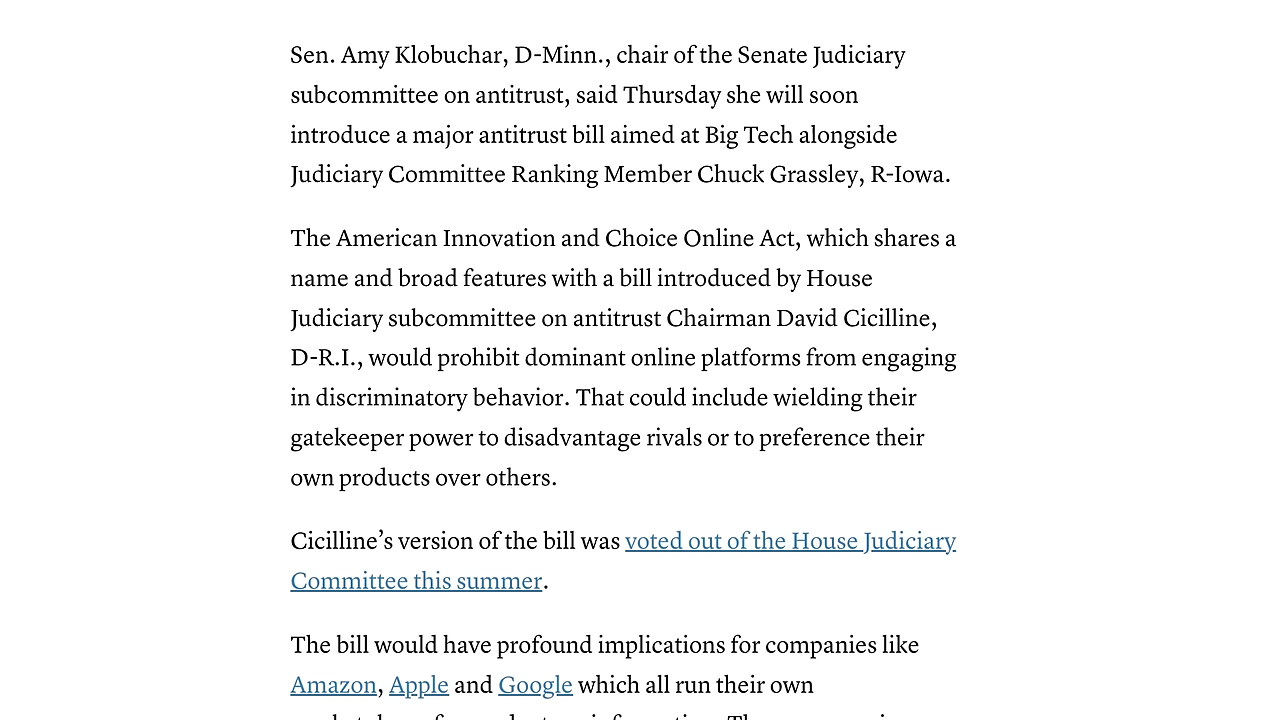 Sen. Amy Klobuchar, D-Minn., chair of the Senate Judiciary
subcommittee on antitrust, said Thursday she will soon
introduce a major antitrust bill aimed at Big Tech alongside
Judiciary Committee Ranking Member Chuck Grassley, R-Iowa.
The American Innovation and Choice Online Act, which shares a
name and broad features with a bill introduced by House
Judiciary subcommittee on antitrust Chairman David Cicilline,
D-R.I., would prohibit dominant online platforms from engaging
in discriminatory behavior. That could include wielding their
gatekeeper power to disadvantage rivals or to preference their
own products over others.
Cicilline’s version of the bill was voted out of the House Judiciary
Committee this summer.
The bill would have profound implications for companies like
Amazon, Apple and Google which all run their own